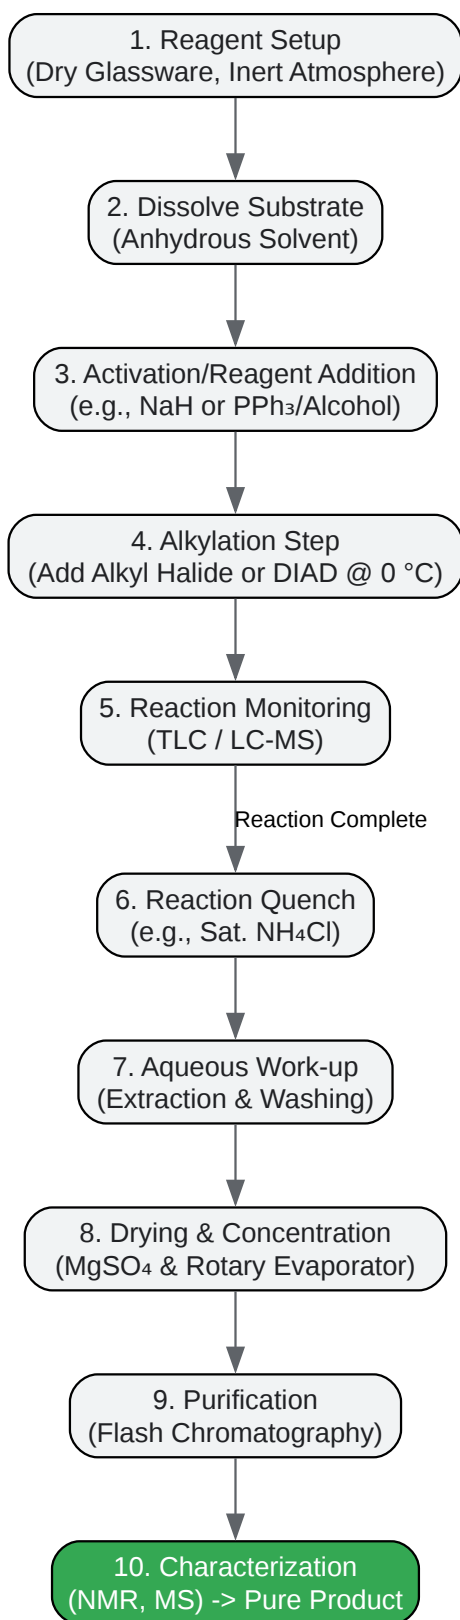 1. Reagent Setup
(Dry Glassware, Inert Atmosphere)
2. Dissolve Substrate
(Anhydrous Solvent)
3. Activation/Reagent Addition
(e.g., NaH or PPh₃/Alcohol)
4. Alkylation Step
(Add Alkyl Halide or DIAD @ 0 °C)
5. Reaction Monitoring
(TLC / LC-MS)
Reaction Complete
6. Reaction Quench
(e.g., Sat. NH₄Cl)
7. Aqueous Work-up
(Extraction & Washing)
8. Drying & Concentration
(MgSO₄ & Rotary Evaporator)
9. Purification
(Flash Chromatography)
10. Characterization
(NMR, MS) -> Pure Product